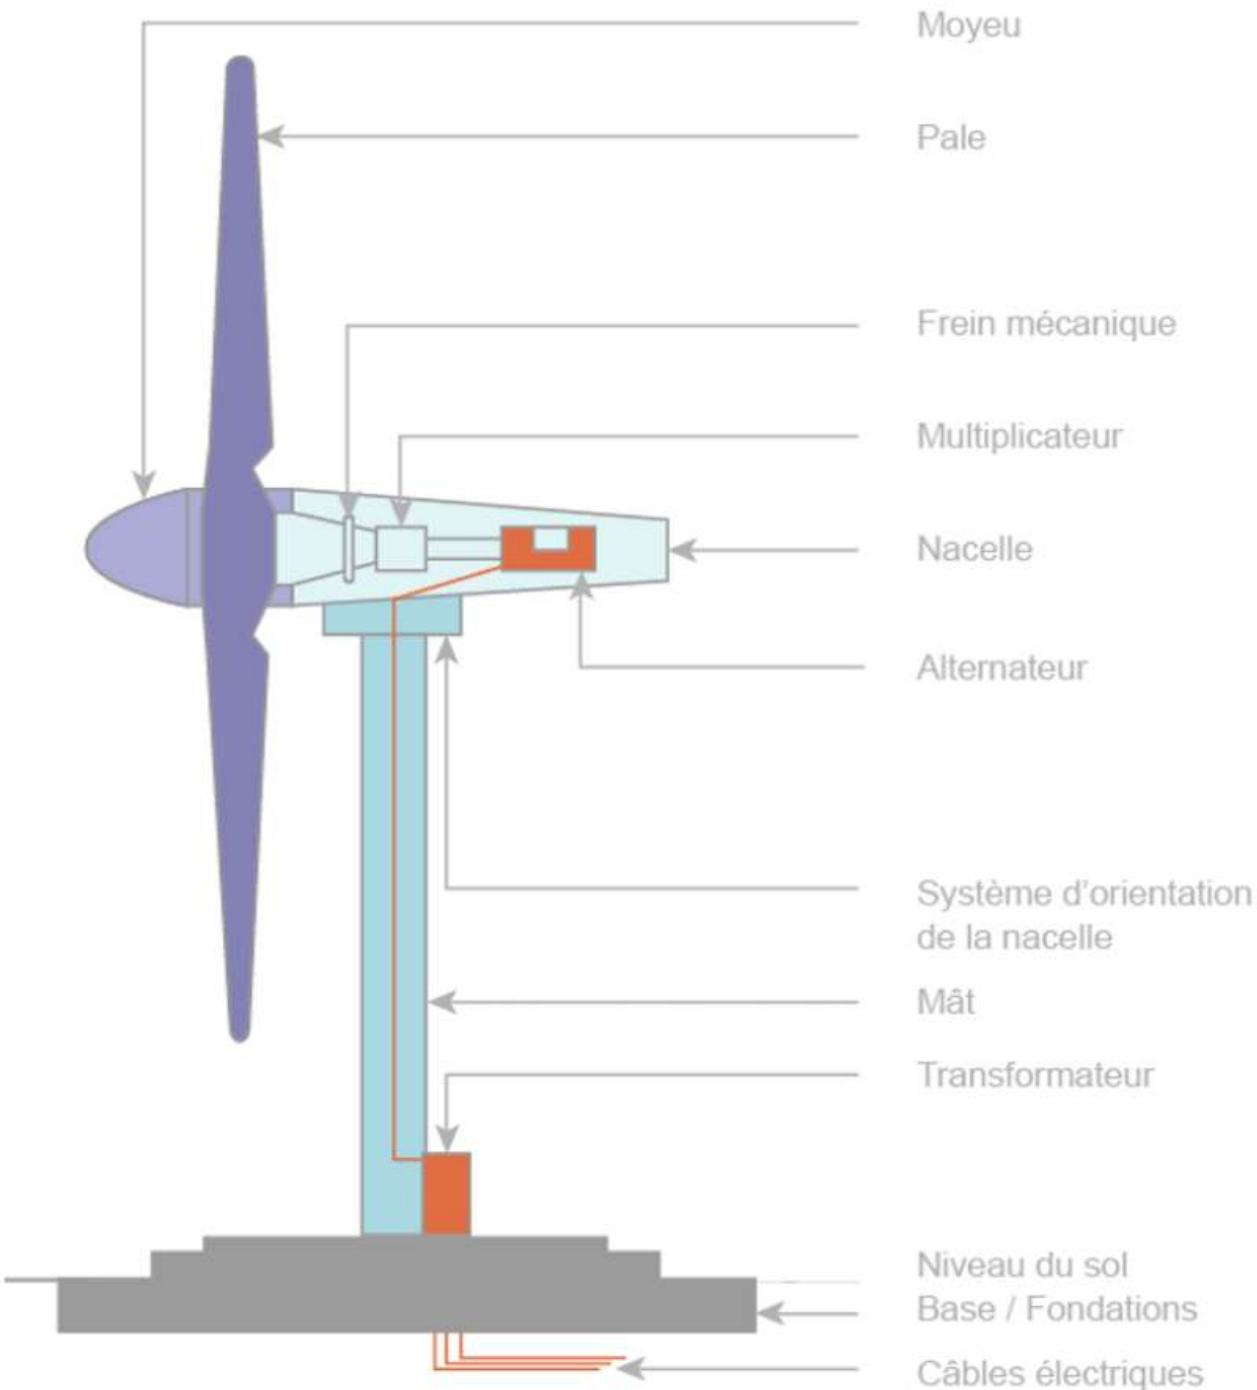 Moyeu
Pale
Frein mécanique
Multiplicateur
Nacelle
Alternateur
Système d'orientation
de la nacelle
Mât
Transformateur
Niveau du sol
Base / Fondations
Câbles électriques